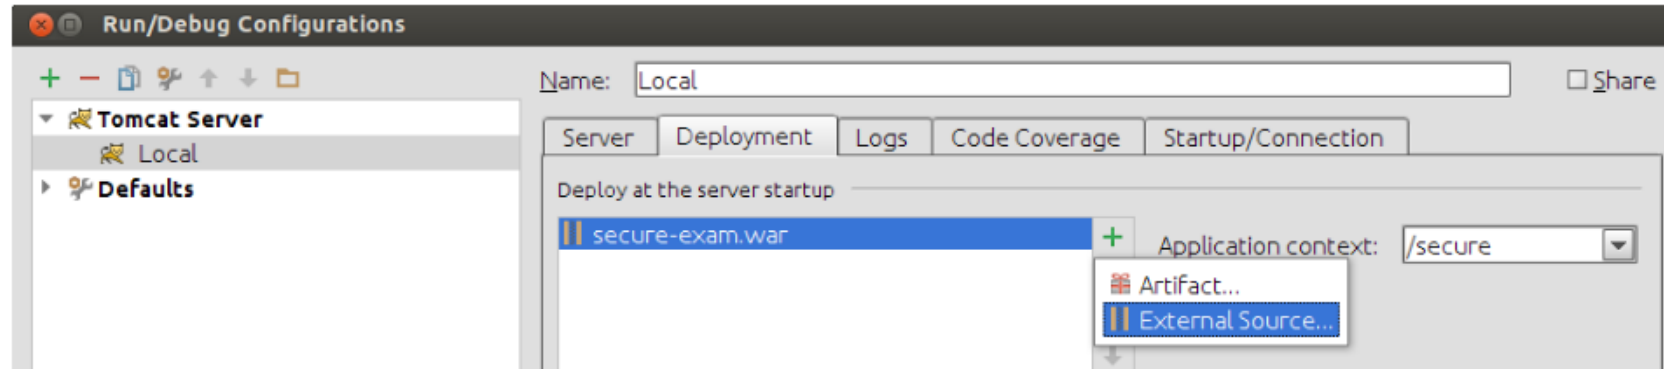 Run/Debug Configurations
Name: Local Share
Tomcat Server
Local
Defaults
Server Deployment Logs Code Coverage Startup/Connection
Deploy at the server startup
secure-exam.war
Application context: /secure
Artifact...
External Source...